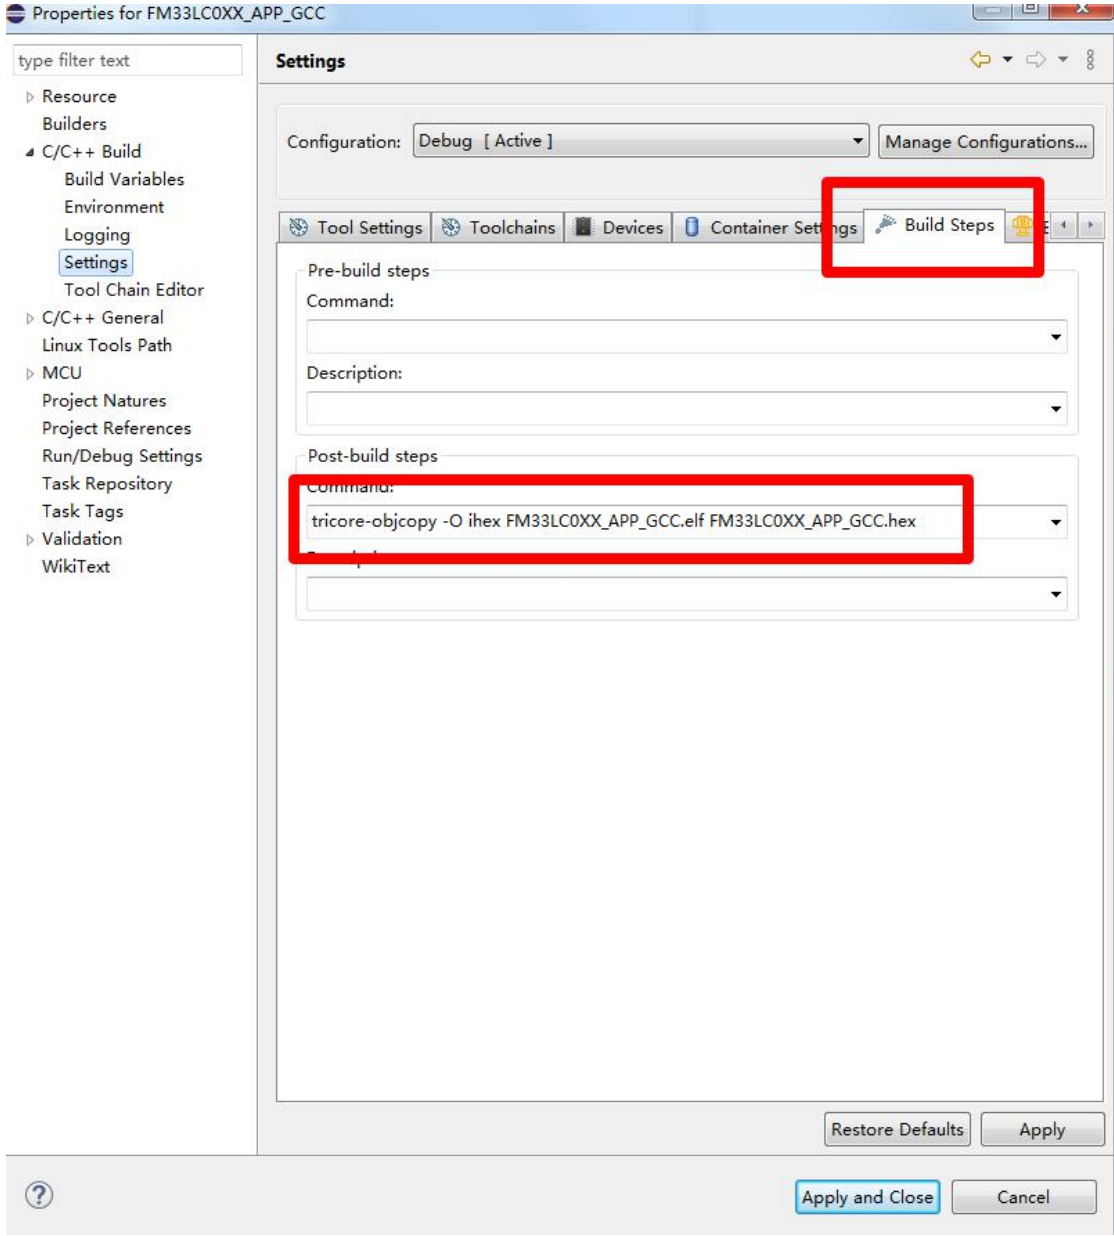 Properties for FM33LC0XX_APP_GCC
type filter text
Resource
Builders
C/C++ Build
Build Variables
Environment
Logging
Settings
Tool Chain Editor
C/C++ General
Linux Tools Path
MCU
Project Natures
Project References
Run/Debug Settings
Task Repository
Task Tags
Validation
WikiText
Settings
Configuration: Debug [ Active ] Manage Configurations...
Tool Settings Toolchains Devices Container Settings Build Steps
Pre-build steps
Command:
Description:
Post-build steps
Command:
tricore-objcopy -O ihex FM33LC0XX_APP_GCC.elf FM33LC0XX_APP_GCC.hex
Restore Defaults Apply
Apply and Close Cancel